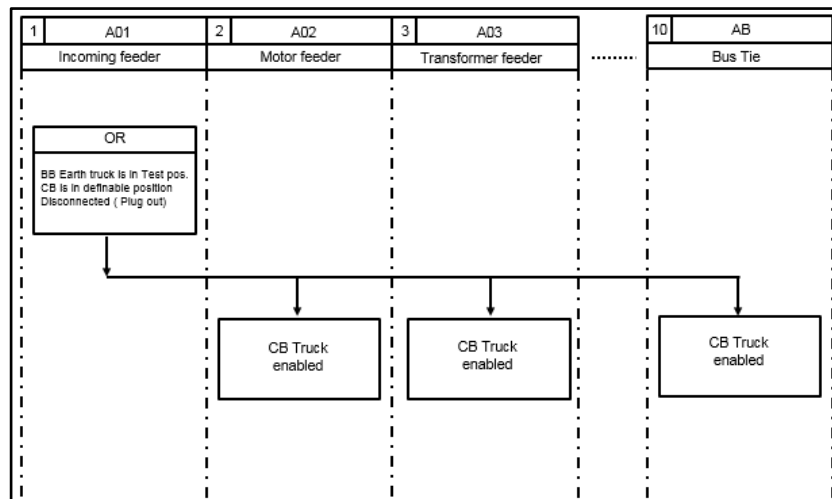 1 A01 2 A02 3 A03 10 AB
Incoming feeder Motor feeder Transformer feeder ........ Bus Tie
OR
BB Earth truck is in Test pos.
CB is in definable position
Disconnected ( Plug out)
CB Truck
enabled
CB Truck
enabled
CB Truck
enabled